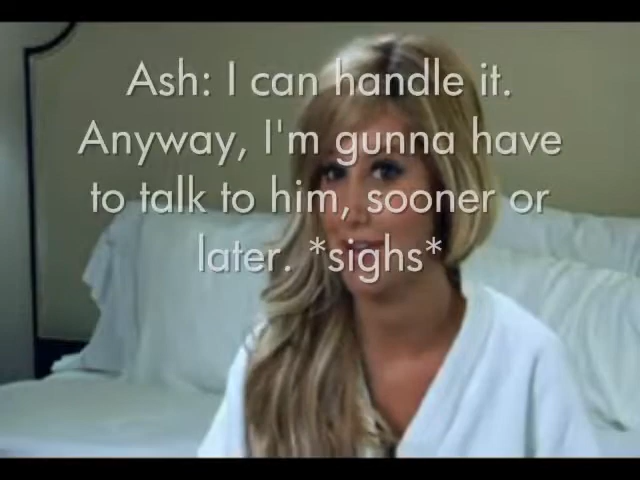 Ash: I can handle it.
Anyway, I'm gunna have
to talk to him, sooner or
later. *sighs*